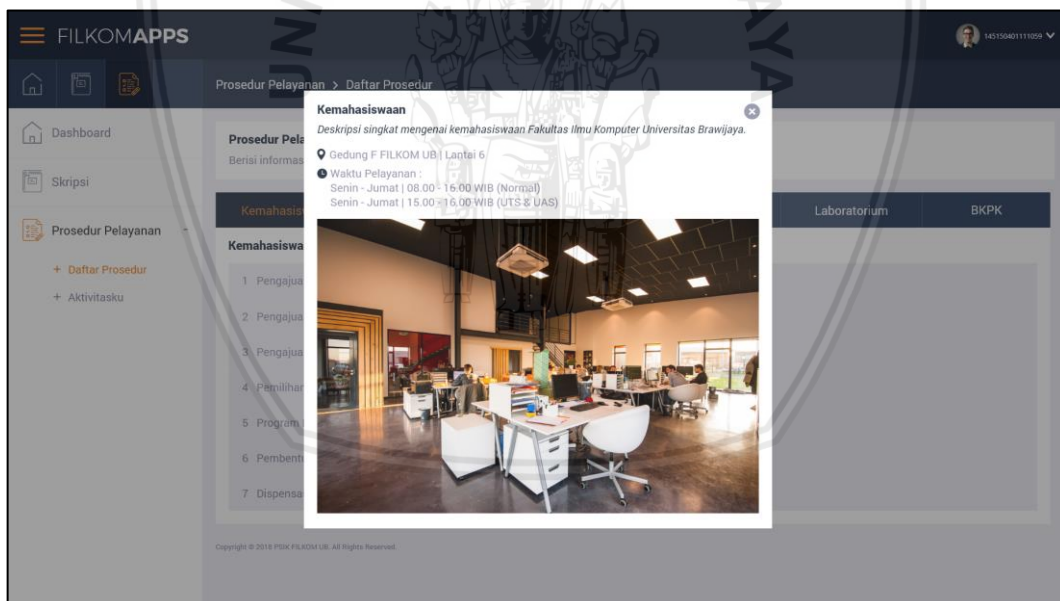 FILKOMAPPS
145150401111059
Prosedur Pelayanan > Daftar Prosedur
Dashboard
Skripsi
Prosedur Pelayanan -
+ Daftar Prosedur
+ Aktivitasku
Prosedur Pela
Berisi informas
Kemahasiswaan
Deskripsi singkat mengenai kemahasiswaan Fakultas Ilmu Komputer Universitas Brawijaya.
Gedung F FILKOM UB | Lantai 6
Waktu Pelayanan :
Senin - Jumat | 08.00 - 16.00 WIB (Normal)
Senin - Jumat | 15.00 - 16.00 WIB (UTS & UAS)
Kemahasis
Laboratorium
BKPK
Kemahasiswa
1 Pengajua
2 Pengajua
3 Pengajua
4 Pemilihan
5 Program
6 Pembent
7 Dispensa
Copyright © 2018 PSIK FILKOM UB. All Rights Reserved.
UN
AYA